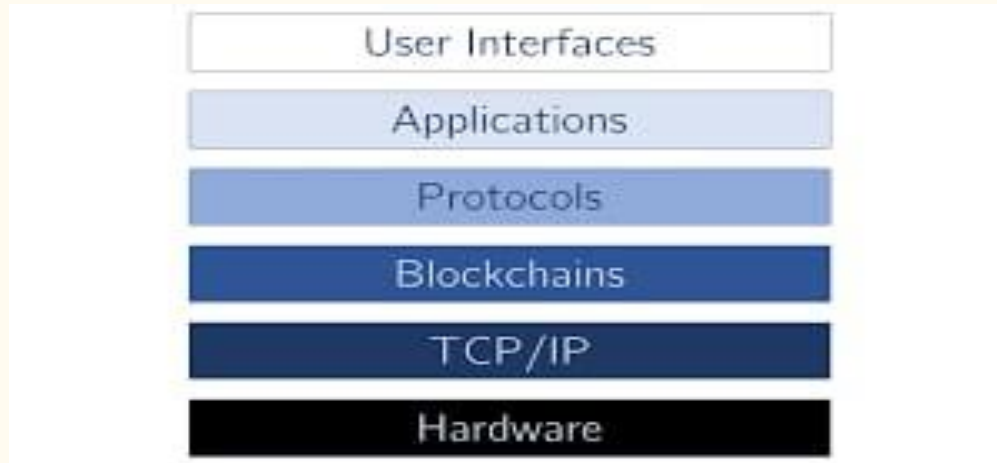 User Interfaces
Applications
Protocols
Blockchains
TCP/IP
Hardware